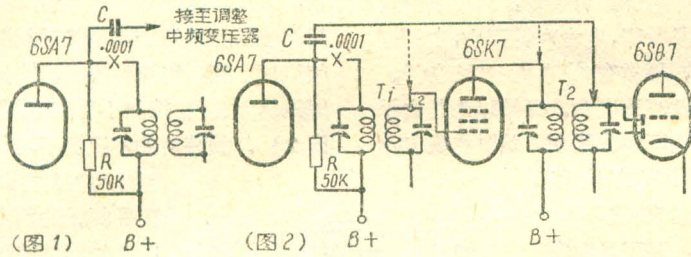 C
接至调整
中频变压器
.0001
6SA7
R
50K
B+
(图1)
C
.0001
6SA7
T1
2
6SK7
T2
6SQ7
R
50K
B+
B+
(图2)